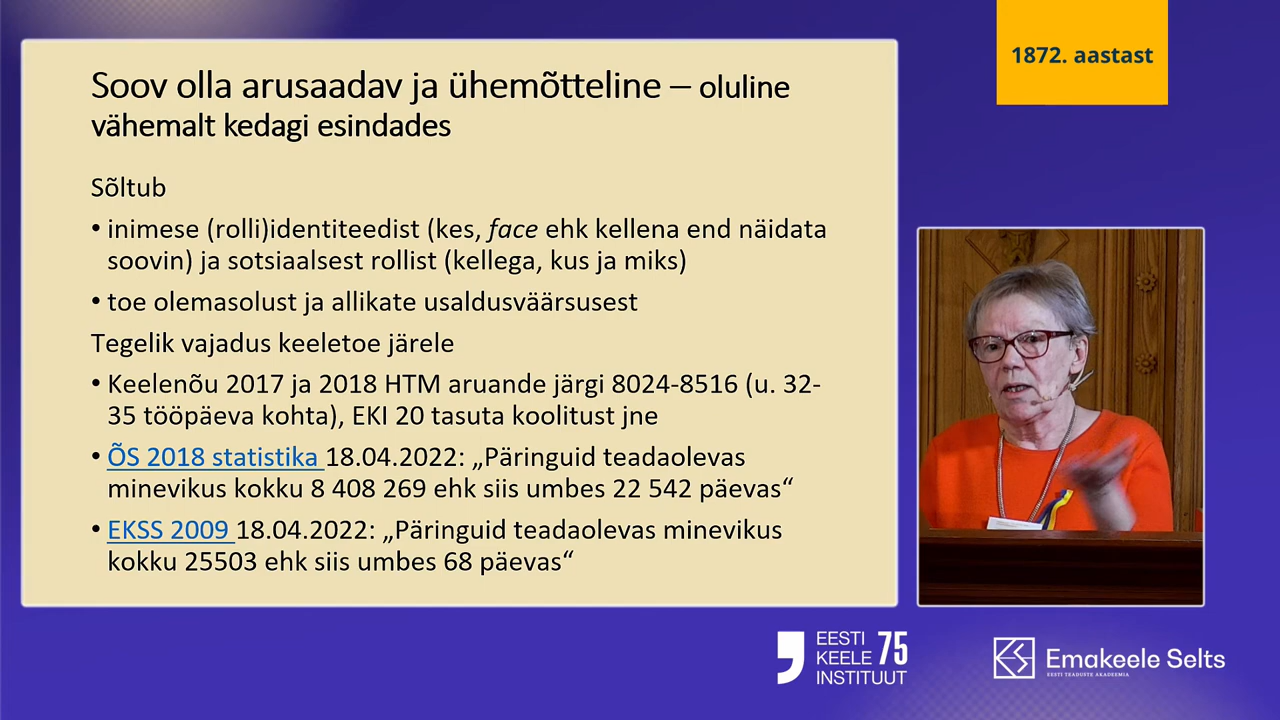 1872. aastast
Soov olla arusaadav ja ühemõtteline – oluline
vähemalt kedagi esindades
Sõltub
• inimese (rolli)identiteedist (kes, face ehk kellena end näidata
soovin) ja sotsiaalsest rollist (kellega, kus ja miks)
• toe olemasolust ja allikate usaldusväärsusest
Tegelik vajadus keeletoe järele
• Keelenõu 2017 ja 2018 HTM aruande järgi 8024-8516 (u. 32-
35 tööpäeva kohta), EKI 20 tasuta koolitust jne
• ÕS 2018 statistika 18.04.2022: „Päringuid teadaolevas
minevikus kokku 8 408 269 ehk siis umbes 22 542 päevas“
• EKSS 2009 18.04.2022: „Päringuid teadaolevas minevikus
kokku 25503 ehk siis umbes 68 päevas“
EESTI
KEELE 75
INSTITUUT
Emakeele Selts
EESTI TEADUSTE AKADEEMIA